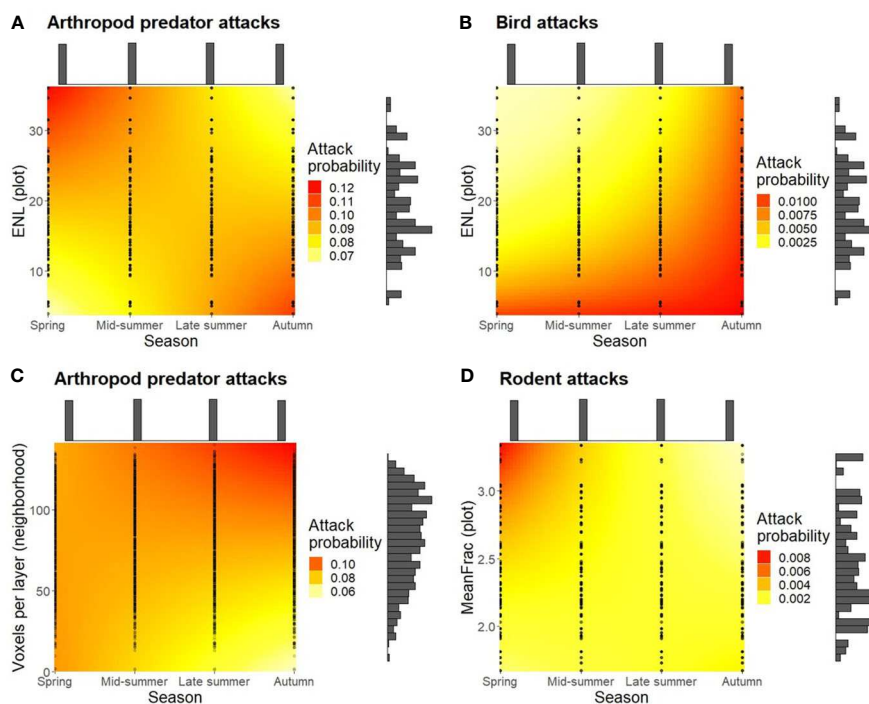 A Arthropod predator attacks
ENL (plot)
30
20
10
Spring Mid-summer Late summer Autumn
Season
Attack
probability
0.12
0.11
0.10
0.09
0.08
0.07
B Bird attacks
ENL (plot)
30
20
10
Spring Mid-summer Late summer Autumn
Season
Attack
probability
0.0100
0.0075
0.0050
0.0025
C Arthropod predator attacks
Voxels per layer (neighborhood)
100
50
0
Spring Mid-summer Late summer Autumn
Season
Attack
probability
0.10
0.08
0.06
D Rodent attacks
MeanFrac (plot)
3.0
2.5
2.0
Spring Mid-summer Late summer Autumn
Season
Attack
probability
0.008
0.006
0.004
0.002